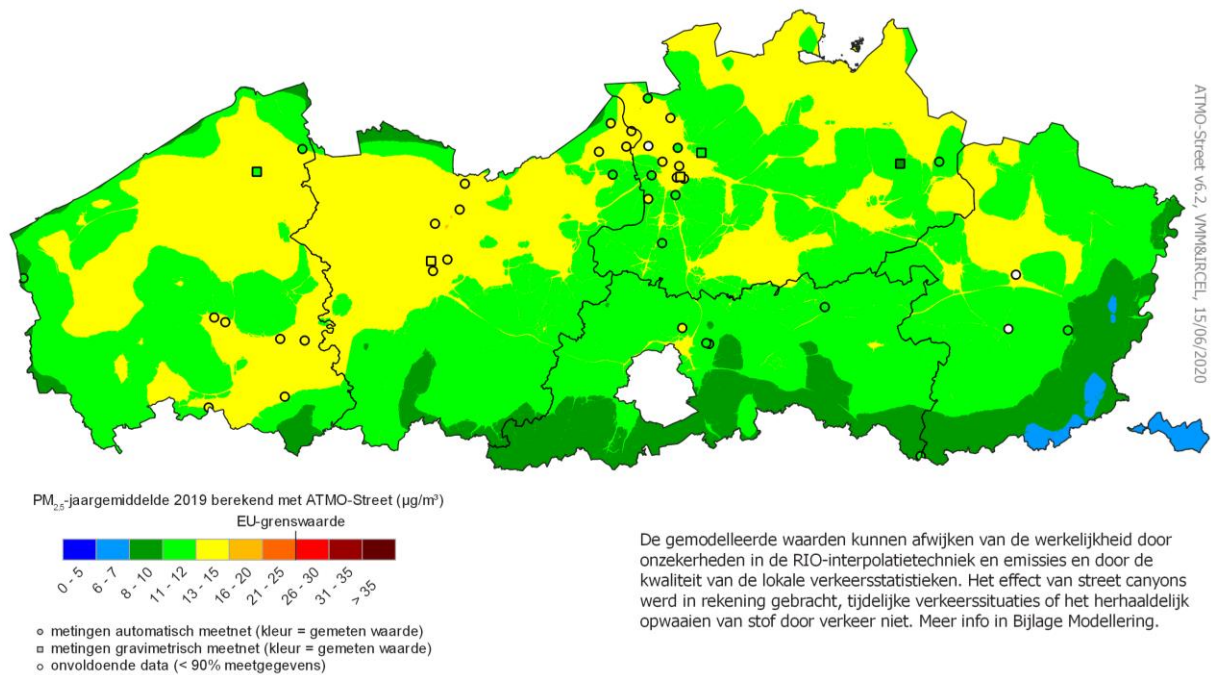 ATMO-Street v6.2, VMM&IRCEL, 15/06/2020
PM2,5-jaargemiddelde 2019 berekend met ATMO-Street (µg/m³)
EU-grenswaarde
0 - 5
6 - 7
8 - 10
11 - 12
13 - 15
16 - 20
21 - 25
26 - 30
31 - 35
> 35
metingen automatisch meetnet (kleur = gemeten waarde)
metingen gravimetrisch meetnet (kleur = gemeten waarde)
onvoldoende data (< 90% meetgegevens)
De gemodelleerde waarden kunnen afwijken van de werkelijkheid door
onzekerheden in de RIO-interpolatietechniek en emissies en door de
kwaliteit van de lokale verkeersstatistieken. Het effect van street canyons
werd in rekening gebracht, tijdelijke verkeerssituaties of het herhaaldelijk
opwaaien van stof door verkeer niet. Meer info in Bijlage Modellering.